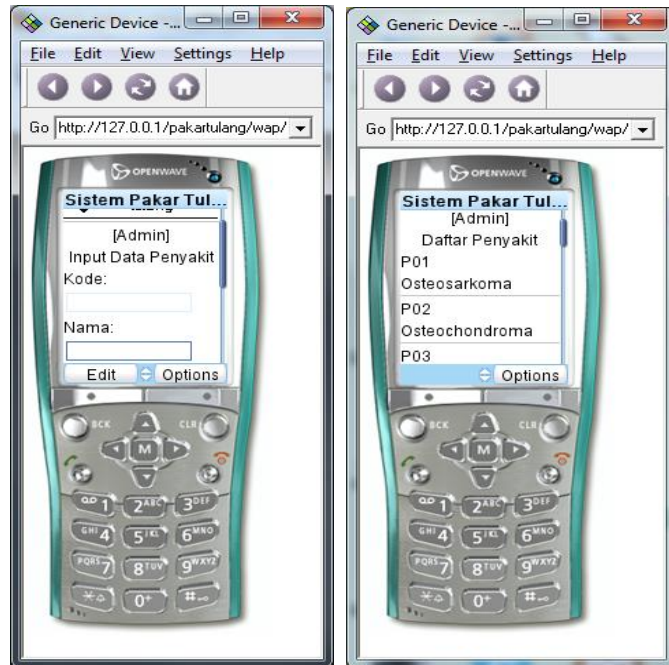 Generic Device -...
File Edit View Settings Help
Go http://127.0.0.1/pakartulang/wap/
OPENWAVE
Sistem Pakar Tul...
[Admin]
Input Data Penyakit
Kode:
Nama:
Edit Options
BCK CLR
M
1 2ABC 3DEF
GHI4 5JKL 6MNO
PQRS7 8TUV 9WXYZ
0+ #
Generic Device -...
File Edit View Settings Help
Go http://127.0.0.1/pakartulang/wap/
OPENWAVE
Sistem Pakar Tul...
[Admin]
Daftar Penyakit
P01
Osteosarkoma
P02
Osteochondroma
P03
Options
BCK CLR
M
1 2ABC 3DEF
GHI4 5JKL 6MNO
PQRS7 8TUV 9WXYZ
0+ #